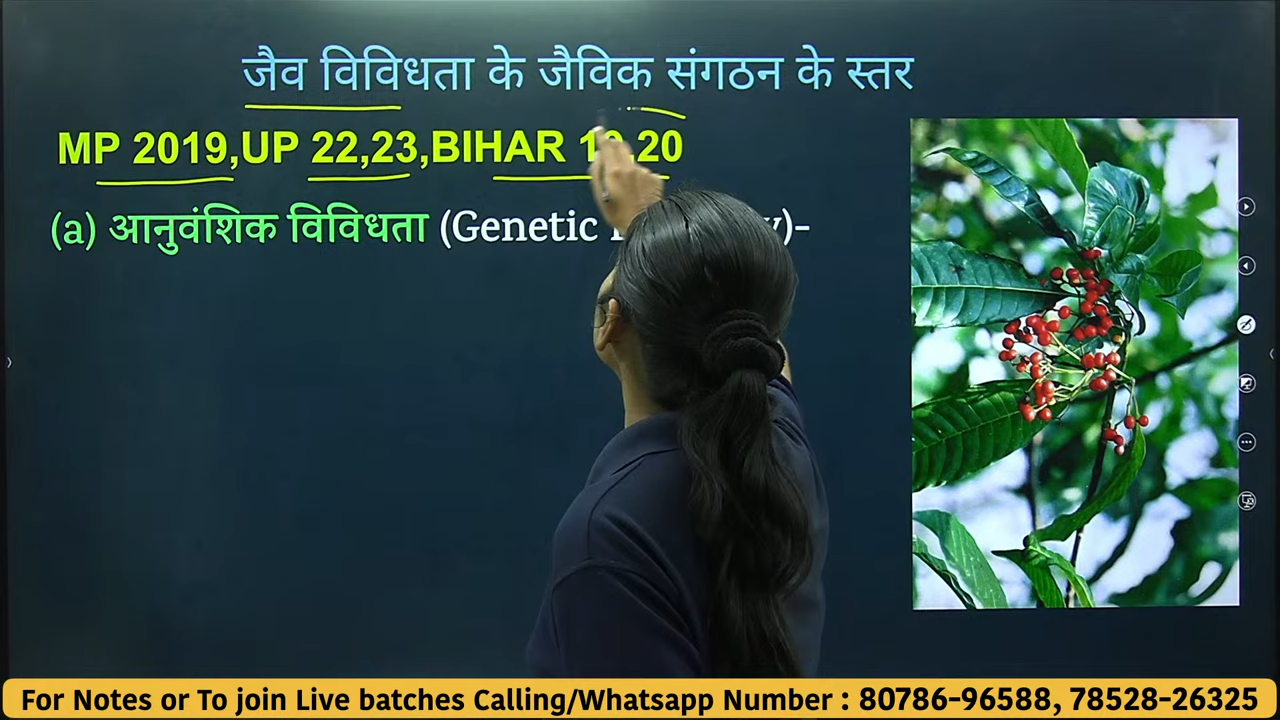 जैव विविधता के जैविक संगठन के स्तर
MP 2019,UP 22,23,BIHAR ,20
(a) आनुवंशिक विविधता (Genetic
For Notes or To join Live batches Calling/Whatsapp Number : 80786-96588, 78528-26325